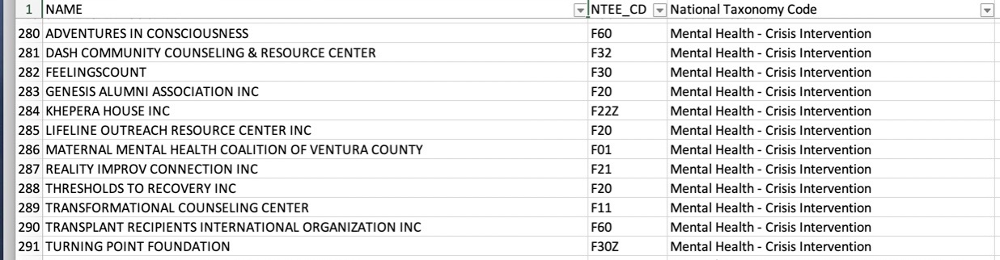 1 NAME NTEE_CD National Taxonomy Code
280 ADVENTURES IN CONSCIOUSNESS F60 Mental Health - Crisis Intervention
281 DASH COMMUNITY COUNSELING & RESOURCE CENTER F32 Mental Health - Crisis Intervention
282 FEELINGSCOUNT F30 Mental Health - Crisis Intervention
283 GENESIS ALUMNI ASSOCIATION INC F20 Mental Health - Crisis Intervention
284 KHEPERA HOUSE INC F22Z Mental Health - Crisis Intervention
285 LIFELINE OUTREACH RESOURCE CENTER INC F20 Mental Health - Crisis Intervention
286 MATERNAL MENTAL HEALTH COALITION OF VENTURA COUNTY F01 Mental Health - Crisis Intervention
287 REALITY IMPROV CONNECTION INC F21 Mental Health - Crisis Intervention
288 THRESHOLDS TO RECOVERY INC F20 Mental Health - Crisis Intervention
289 TRANSFORMATIONAL COUNSELING CENTER F11 Mental Health - Crisis Intervention
290 TRANSPLANT RECIPIENTS INTERNATIONAL ORGANIZATION INC F60 Mental Health - Crisis Intervention
291 TURNING POINT FOUNDATION F30Z Mental Health - Crisis Intervention